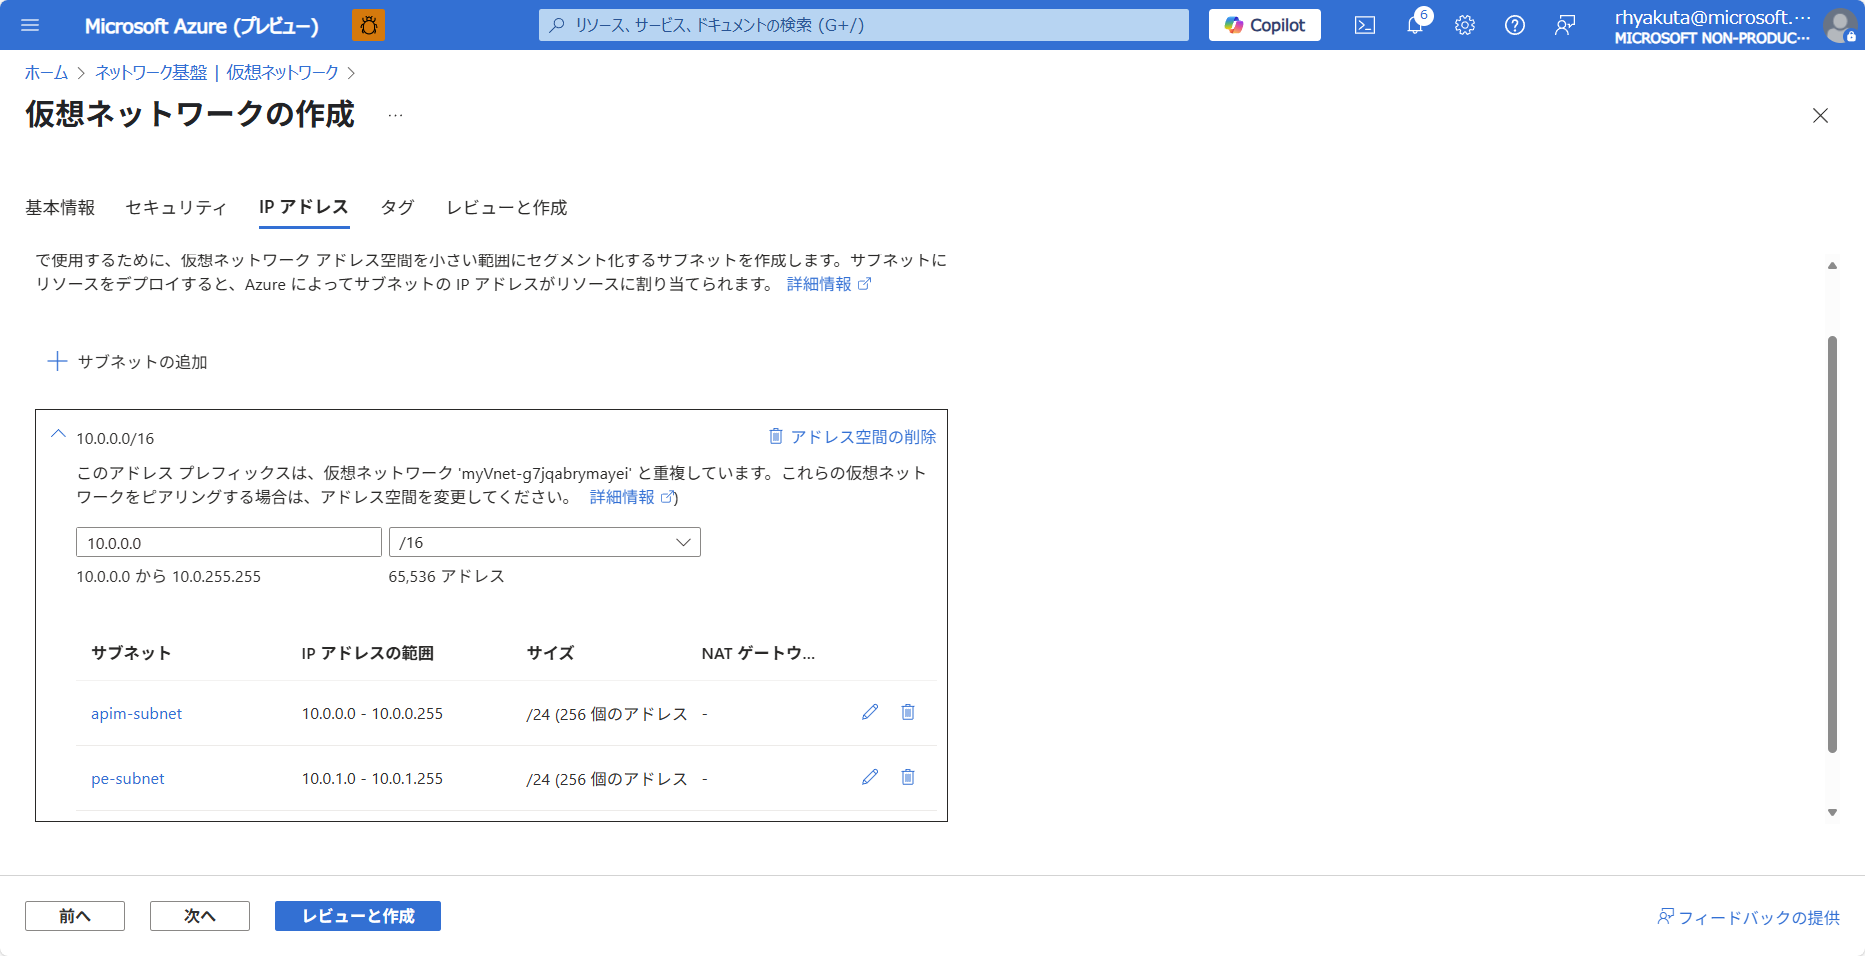 Microsoft Azure (プレビュー)
リソース、サービス、ドキュメントの検索 (G+/)
Copilot
6
rhyakuta@microsoft.…
MICROSOFT NON-PRODUC…
ホーム > ネットワーク基盤 | 仮想ネットワーク >
仮想ネットワークの作成 …
基本情報 セキュリティ IP アドレス タグ レビューと作成
で使用するために、仮想ネットワーク アドレス空間を小さい範囲にセグメント化するサブネットを作成します。サブネットに
リソースをデプロイすると、Azure によってサブネットの IP アドレスがリソースに割り当てられます。 詳細情報
サブネットの追加
10.0.0.0/16
アドレス空間の削除
このアドレス プレフィックスは、仮想ネットワーク 'myVnet-g7jqabrymayei' と重複しています。これらの仮想ネット
ワークをピアリングする場合は、アドレス空間を変更してください。 詳細情報 )
10.0.0.0
/16
10.0.0.0 から 10.0.255.255
65,536 アドレス
サブネット IP アドレスの範囲 サイズ NAT ゲートウ...
apim-subnet 10.0.0.0 - 10.0.0.255 /24 (256 個のアドレス -
pe-subnet 10.0.1.0 - 10.0.1.255 /24 (256 個のアドレス -
前へ
次へ
レビューと作成
フィードバックの提供